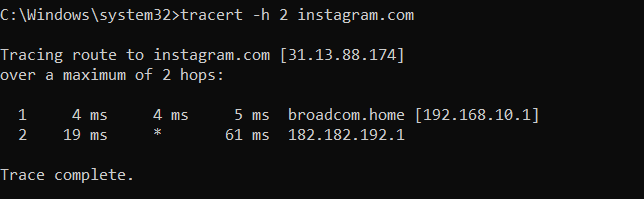 C:\Windows\system32>tracert -h 2 instagram.com
Tracing route to instagram.com [31.13.88.174]
over a maximum of 2 hops:
1 4 ms 4 ms 5 ms broadcom.home [192.168.10.1]
2 19 ms * 61 ms 182.182.192.1
Trace complete.